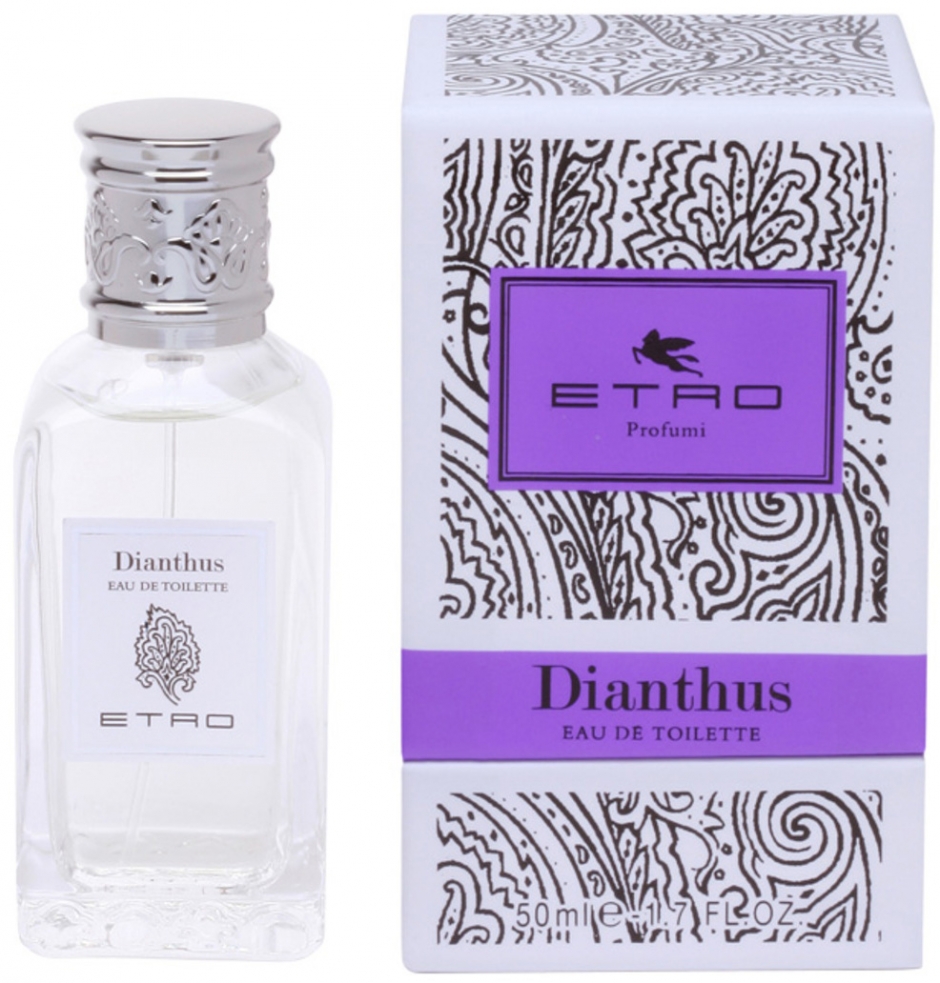 Dianthus
EAU DE TOILETTE
ETRO
ETRO
Profumi
Dianthus
EAU DE TOILETTE
50ml e 1.7 FL.OZ.